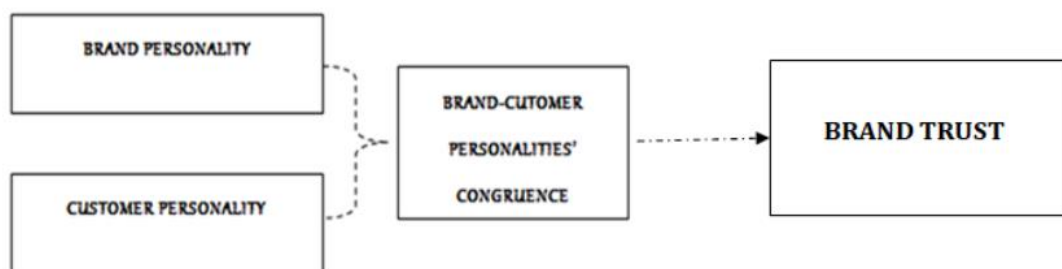 BRAND PERSONALITY
CUSTOMER PERSONALITY
BRAND-CUTOMER
PERSONALITIES'
CONGRUENCE
BRAND TRUST